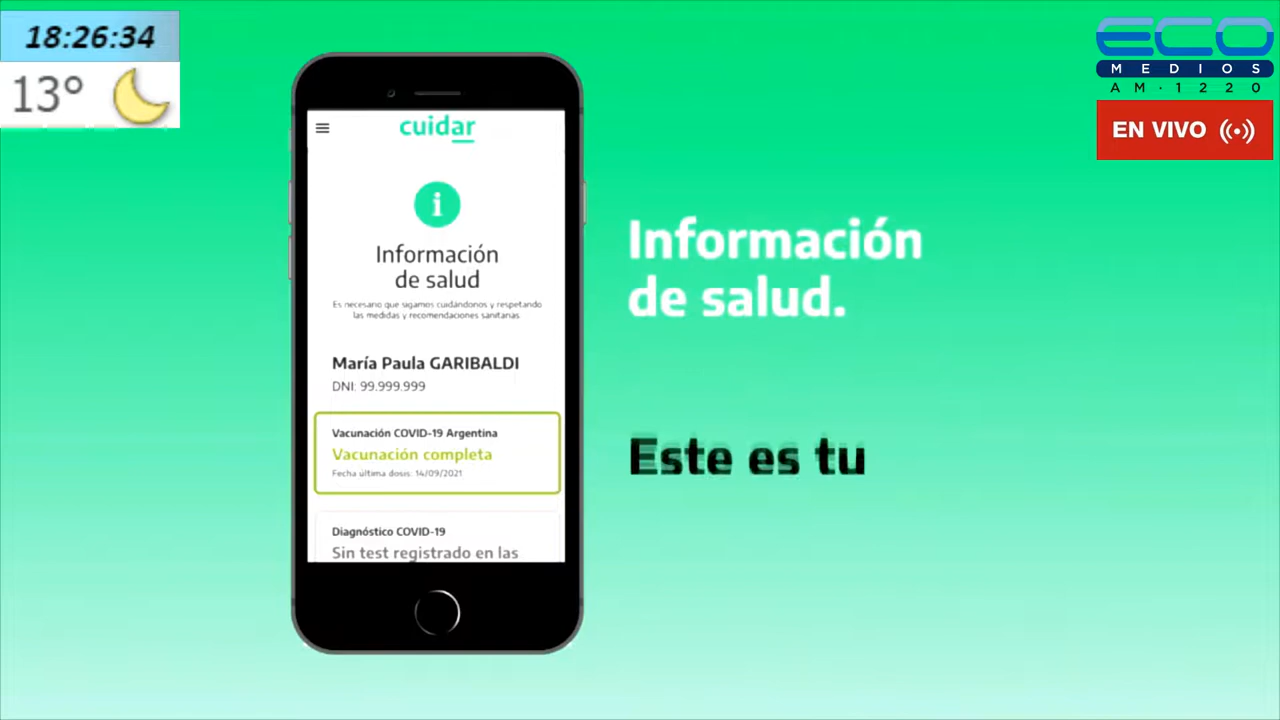 18:26:34
13°
ECO
MEDIOS
AM·1220
EN VIVO
cuidar
i
Información
de salud
Es necesario que sigamos cuidándonos y respetando
las medidas y recomendaciones sanitarias
María Paula GARIBALDI
DNI: 99.999.999
Vacunación COVID-19 Argentina
Vacunación completa
Fecha última dosis: 14/09/2021
Diagnóstico COVID-19
Sin test registrado en las
Información
de salud.
Este es tu